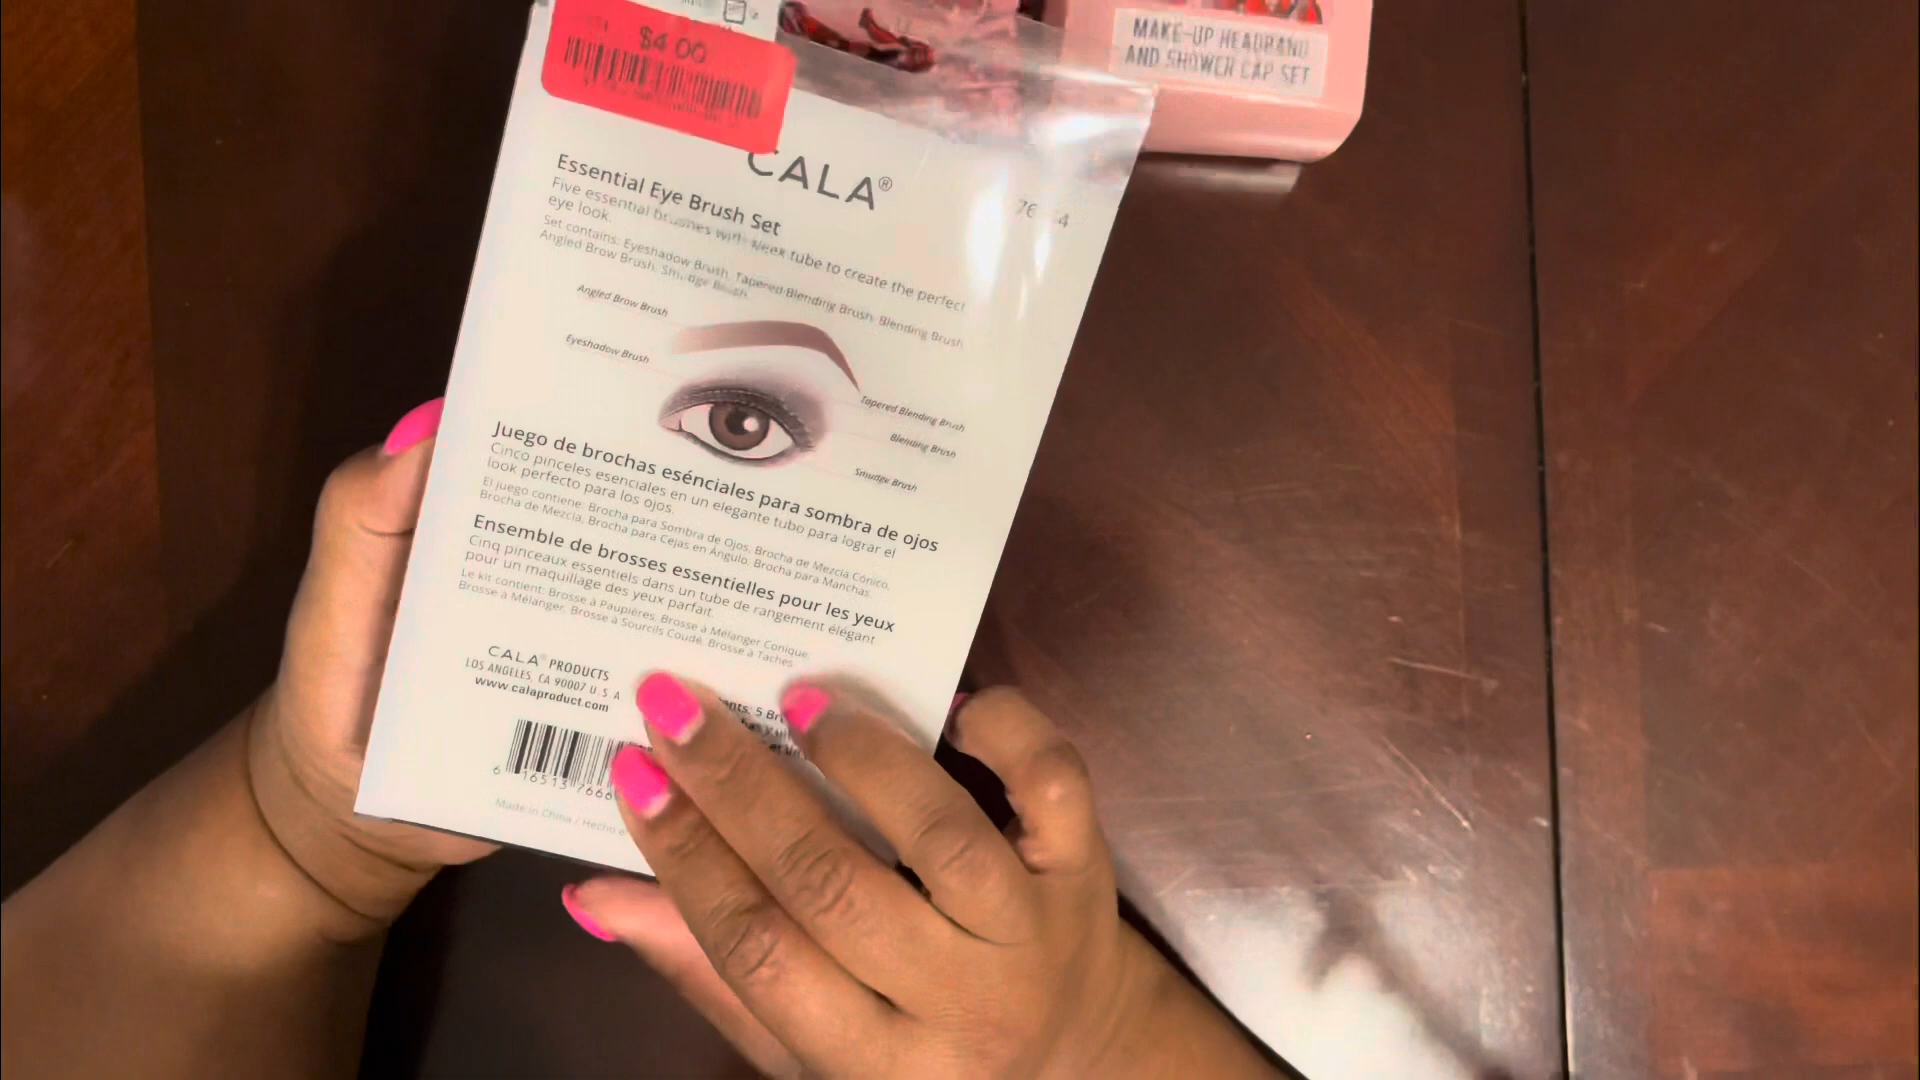 $4.00
MAKE-UP HEADBAND
AND SHOWER CAP SET
CALA®
Essential Eye Brush Set
Five essential brushes with sleek tube to create the perfect
eye look.
Set contains: Eyeshadow Brush, Tapered Blending Brush, Blending Brush
Angled Brow Brush, Smudge Brush
Angled Brow Brush
Eyeshadow Brush
Tapered Blending Brush
Blending Brush
Smudge Brush
Juego de brochas esénciales para sombra de ojos
Cinco pinceles esenciales en un elegante tubo para lograr el
look perfecto para los ojos.
El juego contiene: Brocha para Sombra de Ojos, Brocha de Mezcla Cónico,
Brocha de Mezcla, Brocha para Cejas en Ángulo, Brocha para Manchas.
Ensemble de brosses essentielles pour les yeux
Cinq pinceaux essentiels dans un tube de rangement élégant
pour un maquillage des yeux parfait.
Le kit contient: Brosse à Paupières, Brosse à Mélanger Conique,
Brosse à Mélanger, Brosse à Sourcils Coudé, Brosse à Taches
CALA® PRODUCTS
LOS ANGELES, CA 90007 U.S.A
www.calaproduct.com
5
6 16513 7666
Made in China / Hecho e